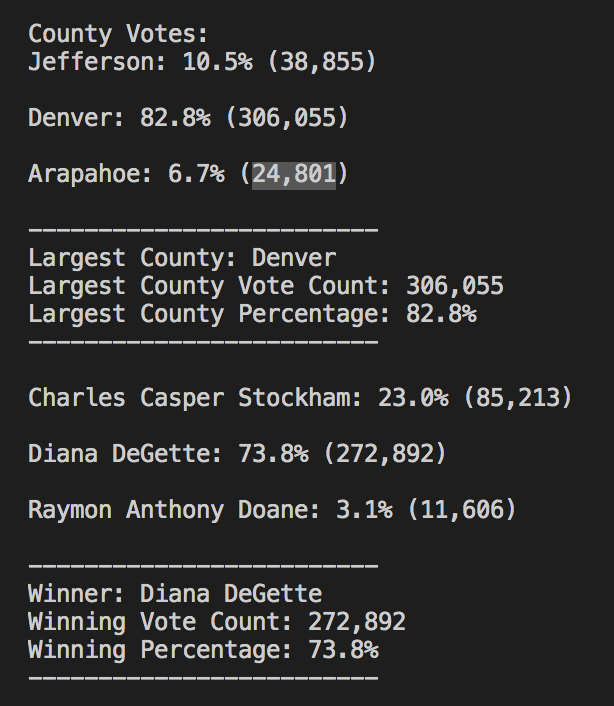 County Votes:
Jefferson: 10.5% (38,855)
Denver: 82.8% (306,055)
Arapahoe: 6.7% (24,801)
-------------------------
Largest County: Denver
Largest County Vote Count: 306,055
Largest County Percentage: 82.8%
-------------------------
Charles Casper Stockham: 23.0% (85,213)
Diana DeGette: 73.8% (272,892)
Raymon Anthony Doane: 3.1% (11,606)
-------------------------
Winner: Diana DeGette
Winning Vote Count: 272,892
Winning Percentage: 73.8%
-------------------------